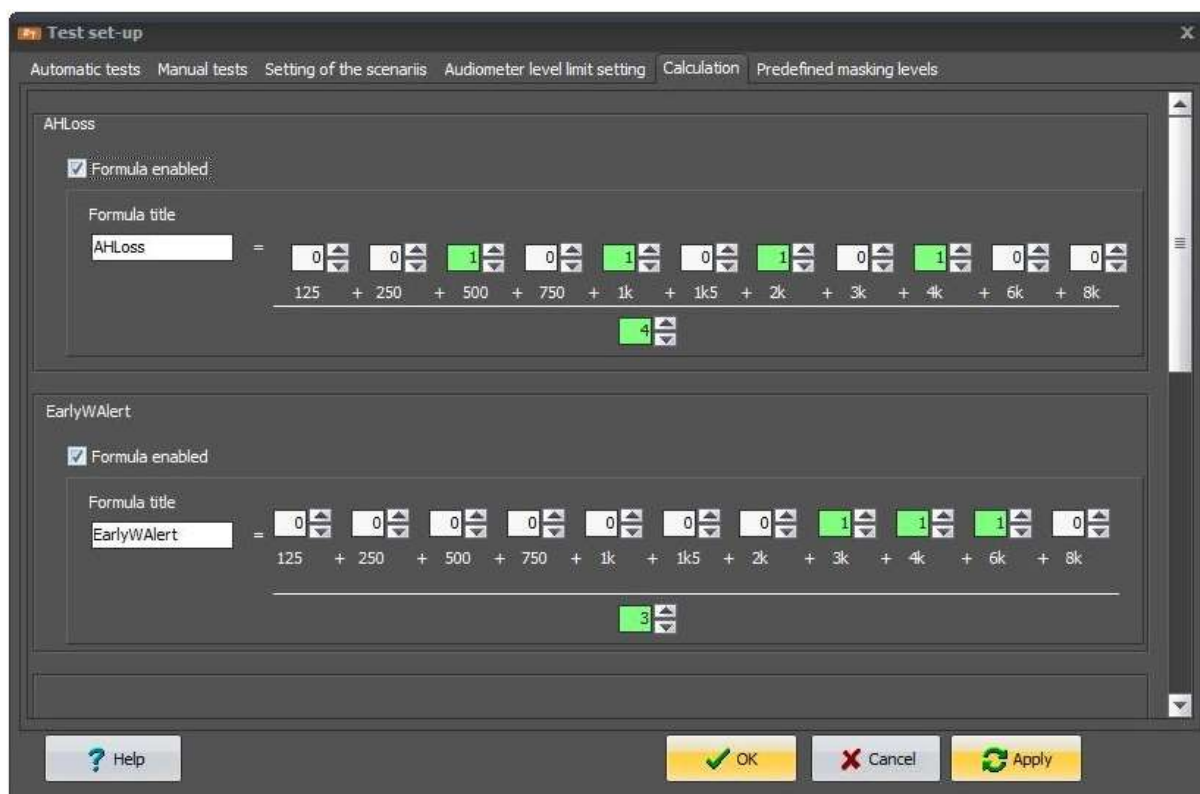 Test set-up X
Automatic tests Manual tests Setting of the scenariis Audiometer level limit setting Calculation Predefined masking levels
AHLoss
Formula enabled
Formula title
AHLoss = 0 0 1 0 1 0 1 0 1 0 0
125 + 250 + 500 + 750 + 1k + 1k5 + 2k + 3k + 4k + 6k + 8k
4
EarlyWAlert
Formula enabled
Formula title
EarlyWAlert = 0 0 0 0 0 0 0 1 1 1 0
125 + 250 + 500 + 750 + 1k + 1k5 + 2k + 3k + 4k + 6k + 8k
3
? Help OK Cancel Apply